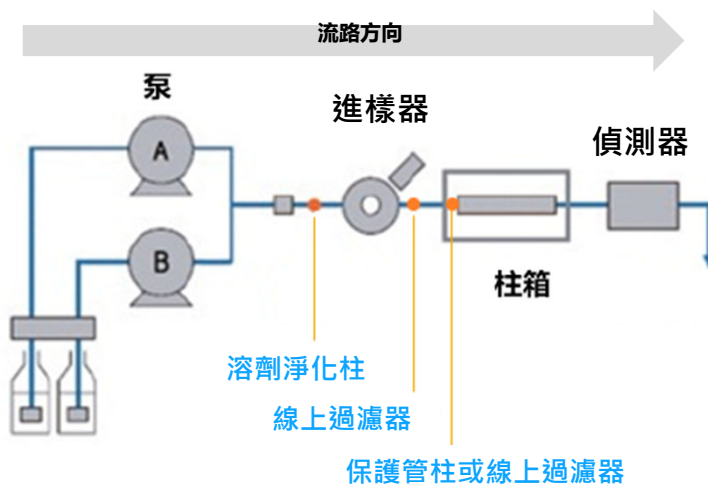 流路方向
泵
進樣器
偵測器
A
B
柱箱
溶劑淨化柱
線上過濾器
保護管柱或線上過濾器